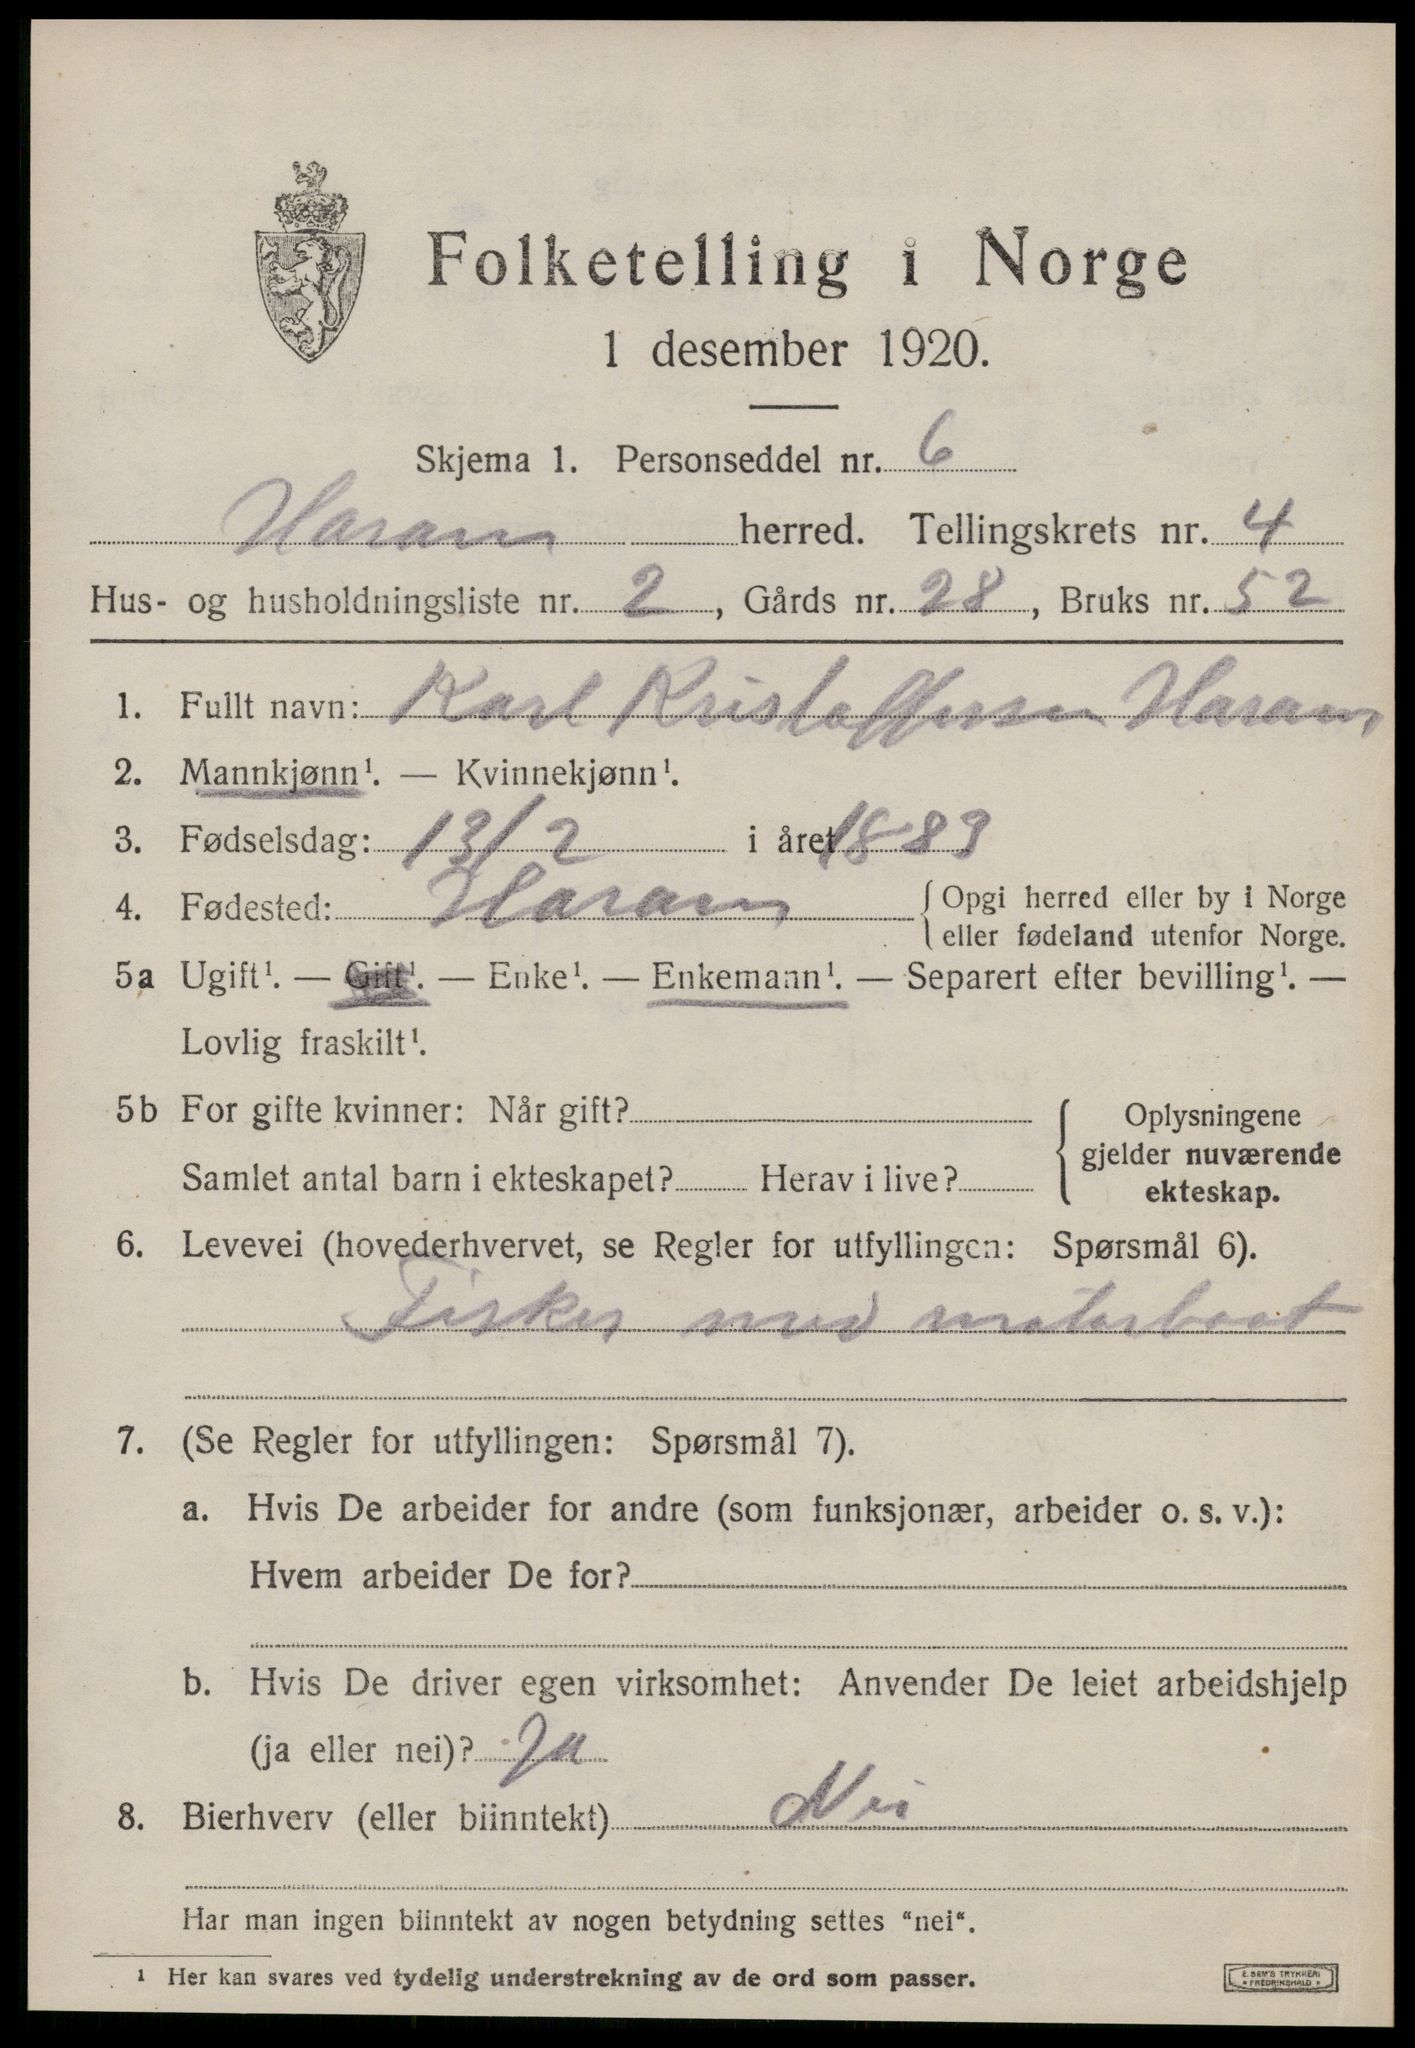 Folketelling i Norge
1 desember 1920.
Skjema 1. Personseddel nr. 6
Haram herred. Tellingskrets nr. 4
Hus- og husholdningsliste nr. 2, Gårds nr. 28, Bruks nr. 52
1. Fullt navn: Karl Kristoffersen Haram
2. Mannkjønn¹. — Kvinnekjønn¹.
3. Fødselsdag: 13/2 i året 1883
4. Fødested: Haram { Opgi herred eller by i Norge
eller fødeland utenfor Norge.
5a Ugift¹. — Gift¹. — Enke¹. — Enkemann¹. — Separert efter bevilling¹. —
Lovlig fraskilt¹.
5b For gifte kvinner: Når gift?
Samlet antal barn i ekteskapet? Herav i live?
Oplysningene
gjelder nuværende
ekteskap.
6. Levevei (hovederhvervet, se Regler for utfyllingen: Spørsmål 6).
Fisker med motorbaat
7. (Se Regler for utfyllingen: Spørsmål 7).
a. Hvis De arbeider for andre (som funksjonær, arbeider o. s. v.):
Hvem arbeider De for?
b. Hvis De driver egen virksomhet: Anvender De leiet arbeidshjelp
(ja eller nei)? Ja
8. Bierhverv (eller biinntekt) Nei
Har man ingen biinntekt av nogen betydning settes "nei".
¹ Her kan svares ved tydelig understrekning av de ord som passer.
E. SEM'S TRYKKERI
* FREDRIKSHALD *